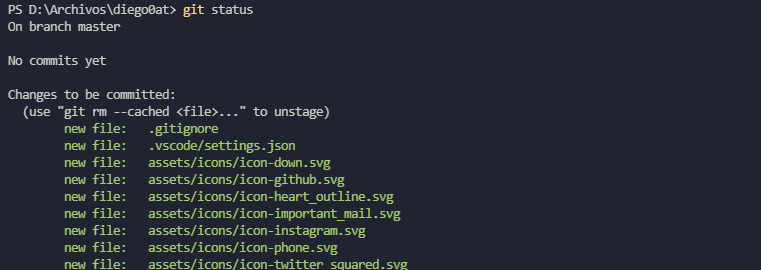 PS D:\Archivos\diego0at> git status
On branch master
No commits yet
Changes to be committed:
(use "git rm --cached <file>..." to unstage)
new file: .gitignore
new file: .vscode/settings.json
new file: assets/icons/icon-down.svg
new file: assets/icons/icon-github.svg
new file: assets/icons/icon-heart_outline.svg
new file: assets/icons/icon-important_mail.svg
new file: assets/icons/icon-instagram.svg
new file: assets/icons/icon-phone.svg
new file: assets/icons/icon-twitter_squared.svg